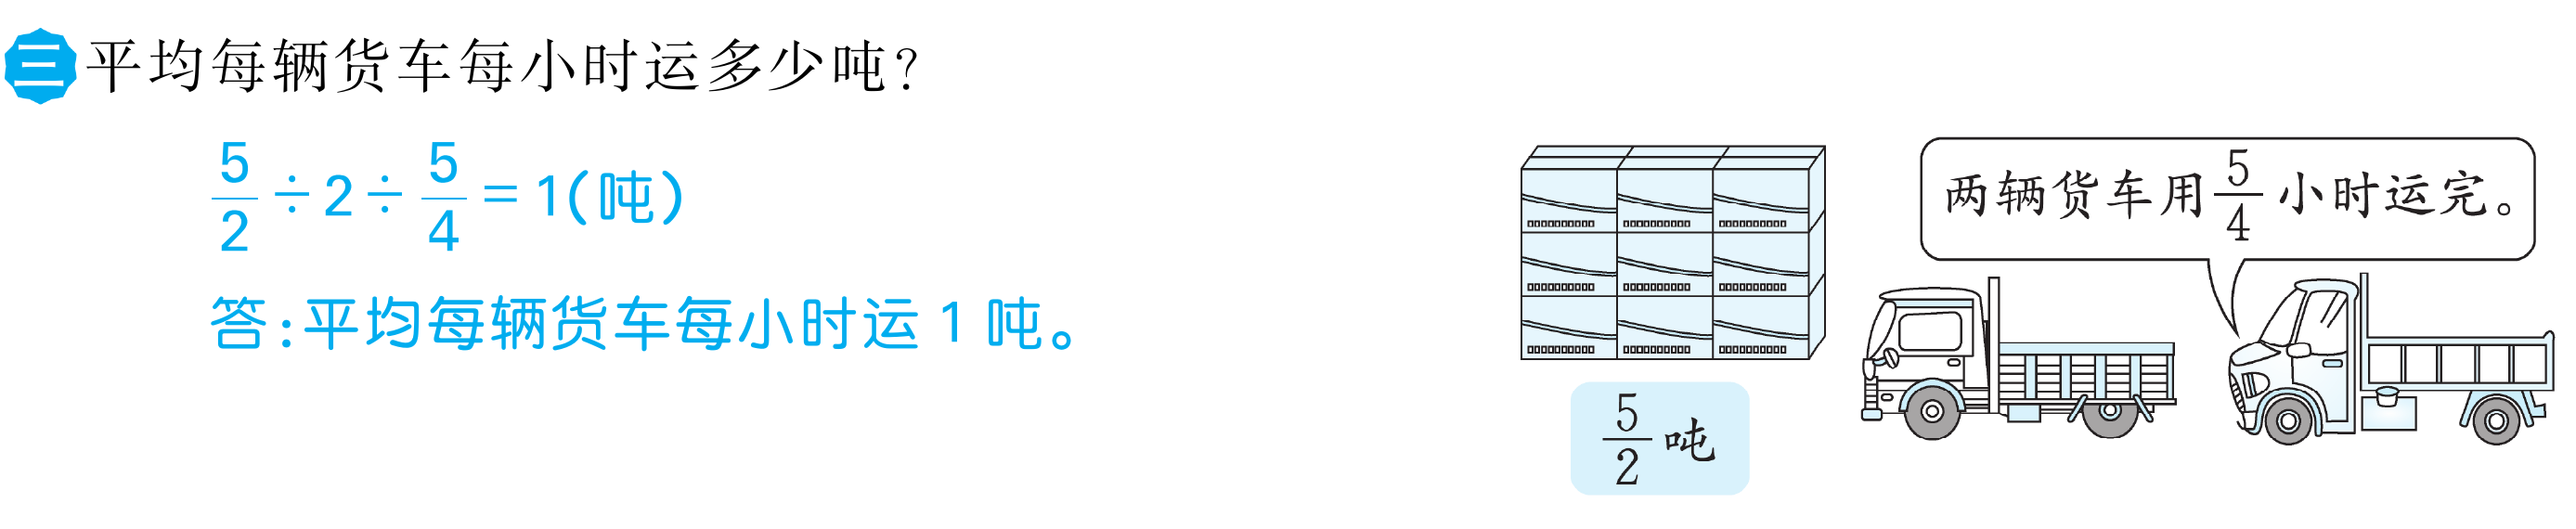 三 平均每辆货车每小时运多少吨?
5/2 ÷ 2 ÷ 5/4 = 1(吨)
答:平均每辆货车每小时运 1 吨。
两辆货车用 5/4 小时运完。
5/2 吨